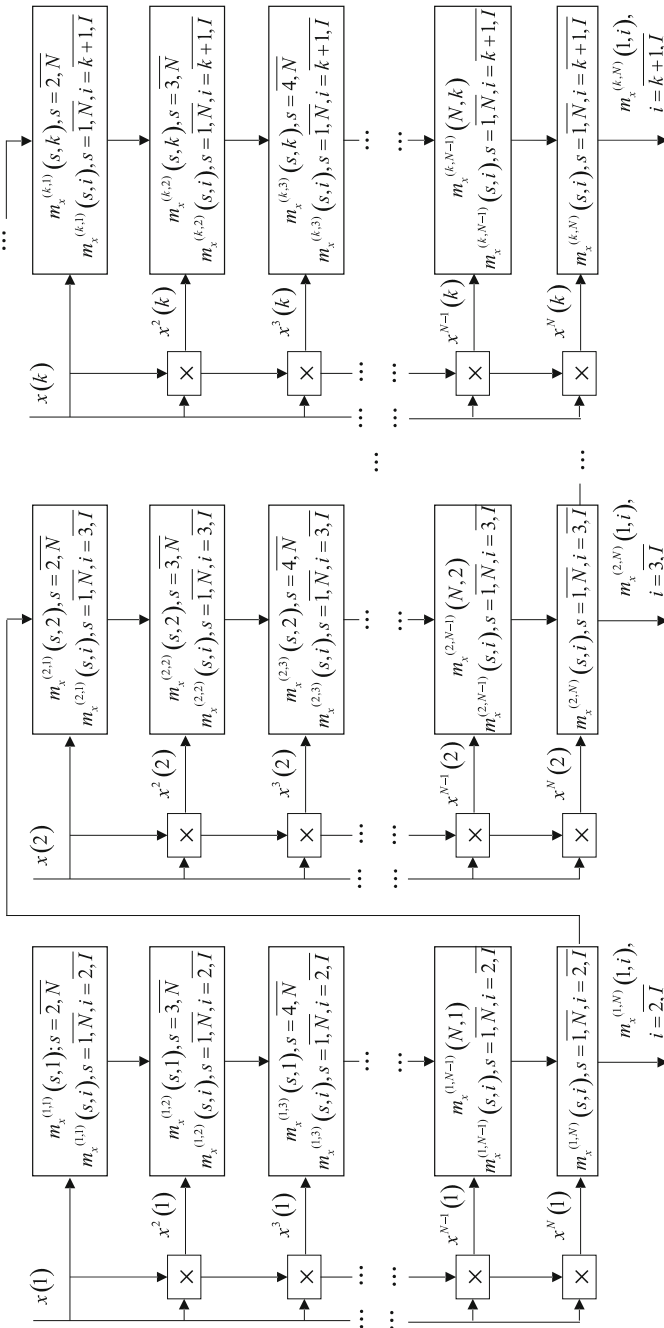 x(1)
m_x^{(1,1)}(s,1); s=\overline{2,N}
m_x^{(1,1)}(s,i), s=\overline{1,N}, i=\overline{2,I}
x^2(1)
m_x^{(1,2)}(s,1), s=\overline{3,N}
m_x^{(1,2)}(s,i), s=\overline{1,N}, i=\overline{2,I}
x^3(1)
m_x^{(1,3)}(s,1), s=\overline{4,N}
m_x^{(1,3)}(s,i), s=\overline{1,N}, i=\overline{2,I}
x^{N-1}(1)
m_x^{(1,N-1)}(N,1)
m_x^{(1,N-1)}(s,i), s=\overline{1,N}, i=\overline{2,I}
x^N(1)
m_x^{(1,N)}(s,i), s=\overline{1,N}, i=\overline{2,I}
m_x^{(1,N)}(1,i),
i=\overline{2,I}
x(2)
m_x^{(2,1)}(s,2), s=\overline{2,N}
m_x^{(2,1)}(s,i), s=\overline{1,N}, i=\overline{3,I}
x^2(2)
m_x^{(2,2)}(s,2), s=\overline{3,N}
m_x^{(2,2)}(s,i), s=\overline{1,N}, i=\overline{3,I}
x^3(2)
m_x^{(2,3)}(s,2), s=\overline{4,N}
m_x^{(2,3)}(s,i), s=\overline{1,N}, i=\overline{3,I}
x^{N-1}(2)
m_x^{(2,N-1)}(N,2)
m_x^{(2,N-1)}(s,i), s=\overline{1,N}, i=\overline{3,I}
x^N(2)
m_x^{(2,N)}(s,i), s=\overline{1,N}, i=\overline{3,I}
m_x^{(2,N)}(1,i),
i=\overline{3,I}
x(k)
m_x^{(k,1)}(s,k), s=\overline{2,N}
m_x^{(k,1)}(s,i), s=\overline{1,N}, i=\overline{k+1,I}
x^2(k)
m_x^{(k,2)}(s,k), s=\overline{3,N}
m_x^{(k,2)}(s,i), s=\overline{1,N}, i=\overline{k+1,I}
x^3(k)
m_x^{(k,3)}(s,k), s=\overline{4,N}
m_x^{(k,3)}(s,i), s=\overline{1,N}, i=\overline{k+1,I}
x^{N-1}(k)
m_x^{(k,N-1)}(N,k)
m_x^{(k,N-1)}(s,i), s=\overline{1,N}, i=\overline{k+1,I}
x^N(k)
m_x^{(k,N)}(s,i), s=\overline{1,N}, i=\overline{k+1,I}
m_x^{(k,N)}(1,i),
i=\overline{k+1,I}